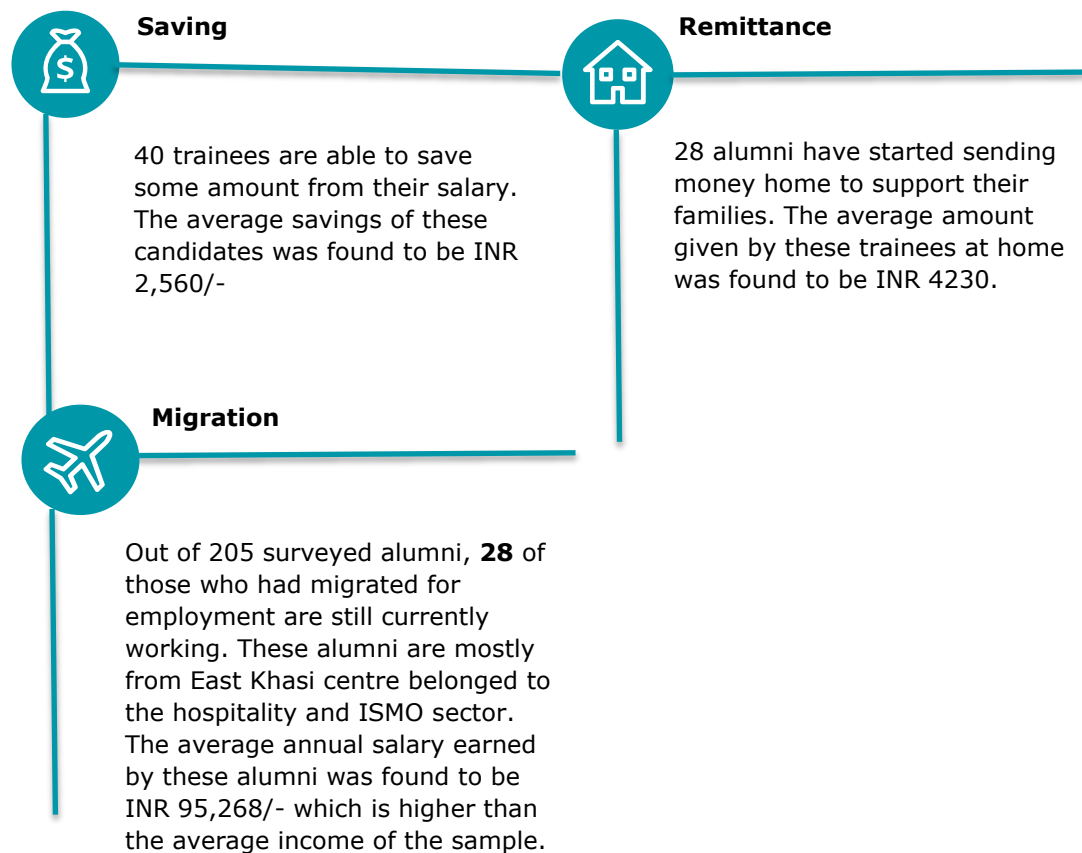 Saving
$
40 trainees are able to save
some amount from their salary.
The average savings of these
candidates was found to be INR
2,560/-
Remittance
28 alumni have started sending
money home to support their
families. The average amount
given by these trainees at home
was found to be INR 4230.
Migration
Out of 205 surveyed alumni, 28 of
those who had migrated for
employment are still currently
working. These alumni are mostly
from East Khasi centre belonged to
the hospitality and ISMO sector.
The average annual salary earned
by these alumni was found to be
INR 95,268/- which is higher than
the average income of the sample.